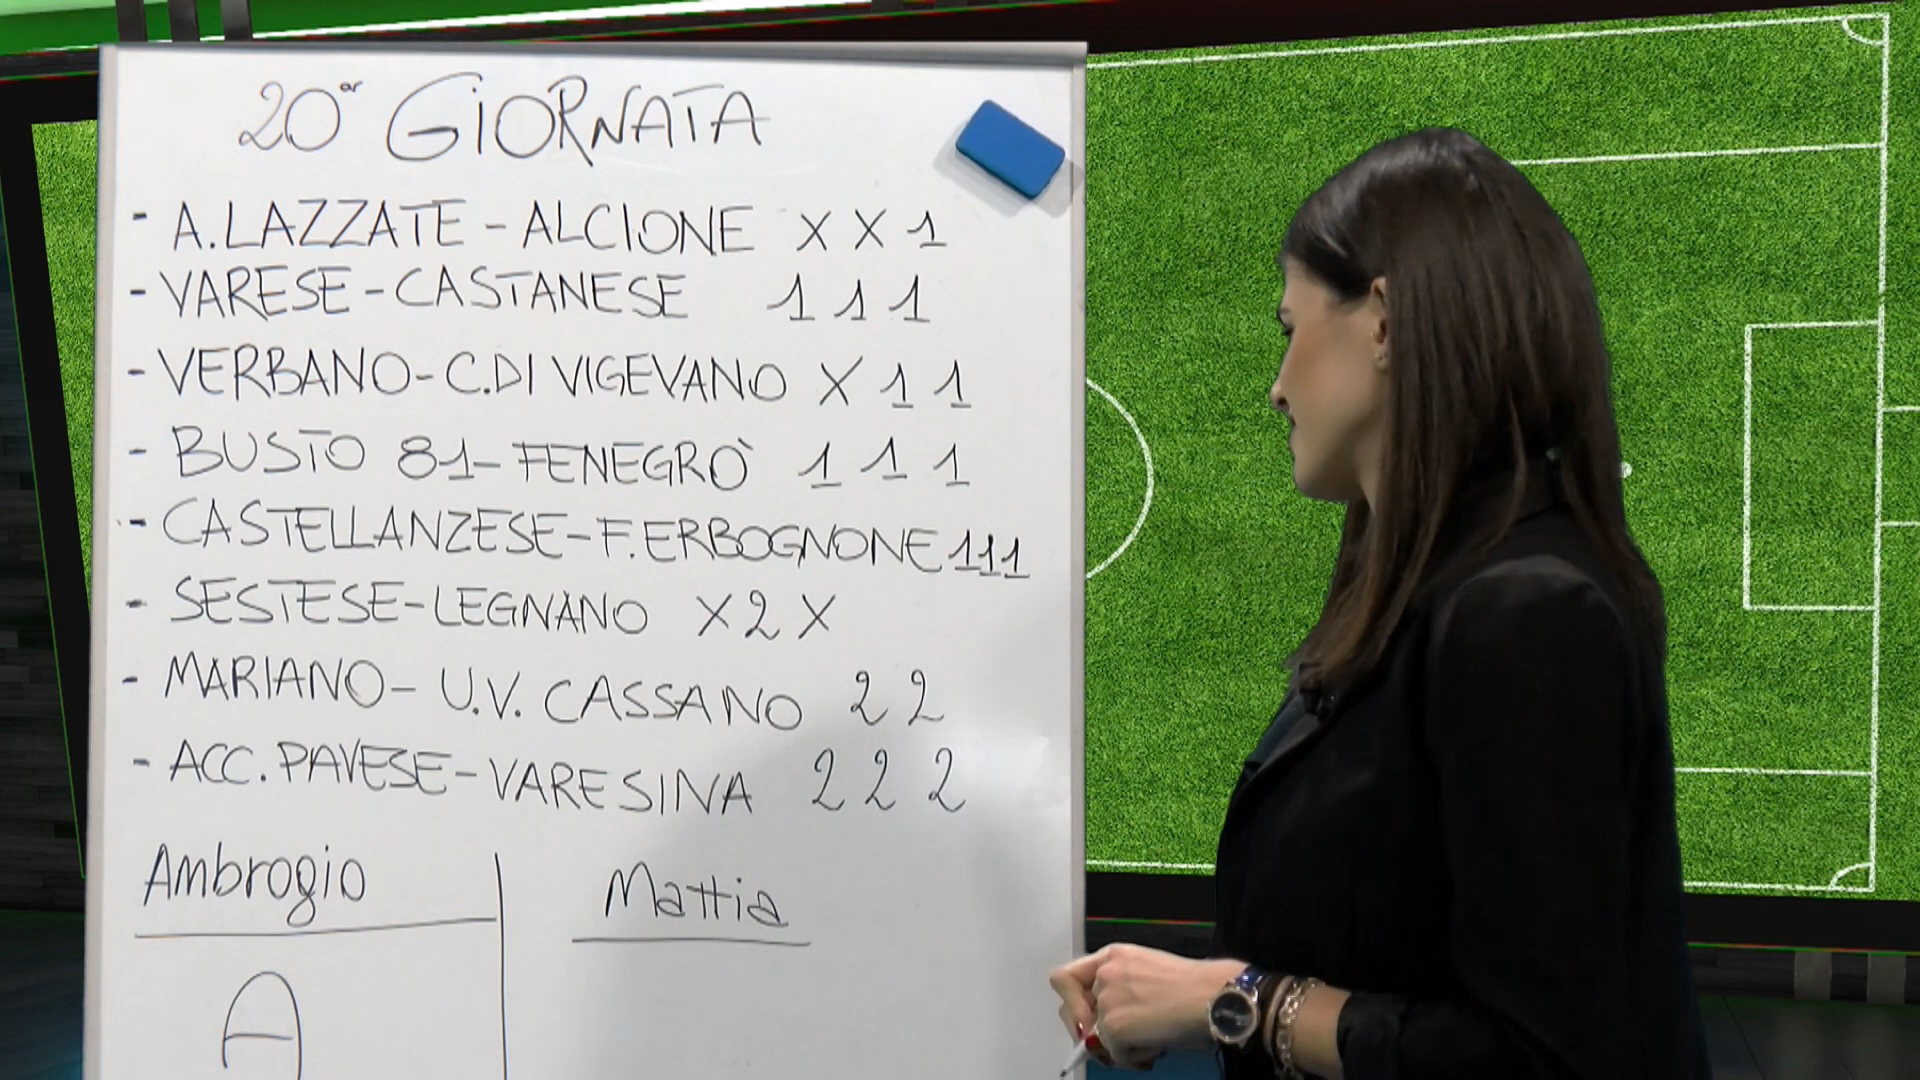 20ª GIORNATA
- A.LAZZATE - ALCIONE X X 1
- VARESE - CASTANESE 1 1 1
- VERBANO - C.DI VIGEVANO X 1 1
- BUSTO 81 - FENEGRÒ 1 1 1
- CASTELLANZESE - F.ERBOGNONE 1 1 1
- SESTESE - LEGNANO X 2 X
- MARIANO - U.V. CASSANO 2 2
- ACC. PAVESE - VARESINA 2 2 2
Ambrogio Mattia
A